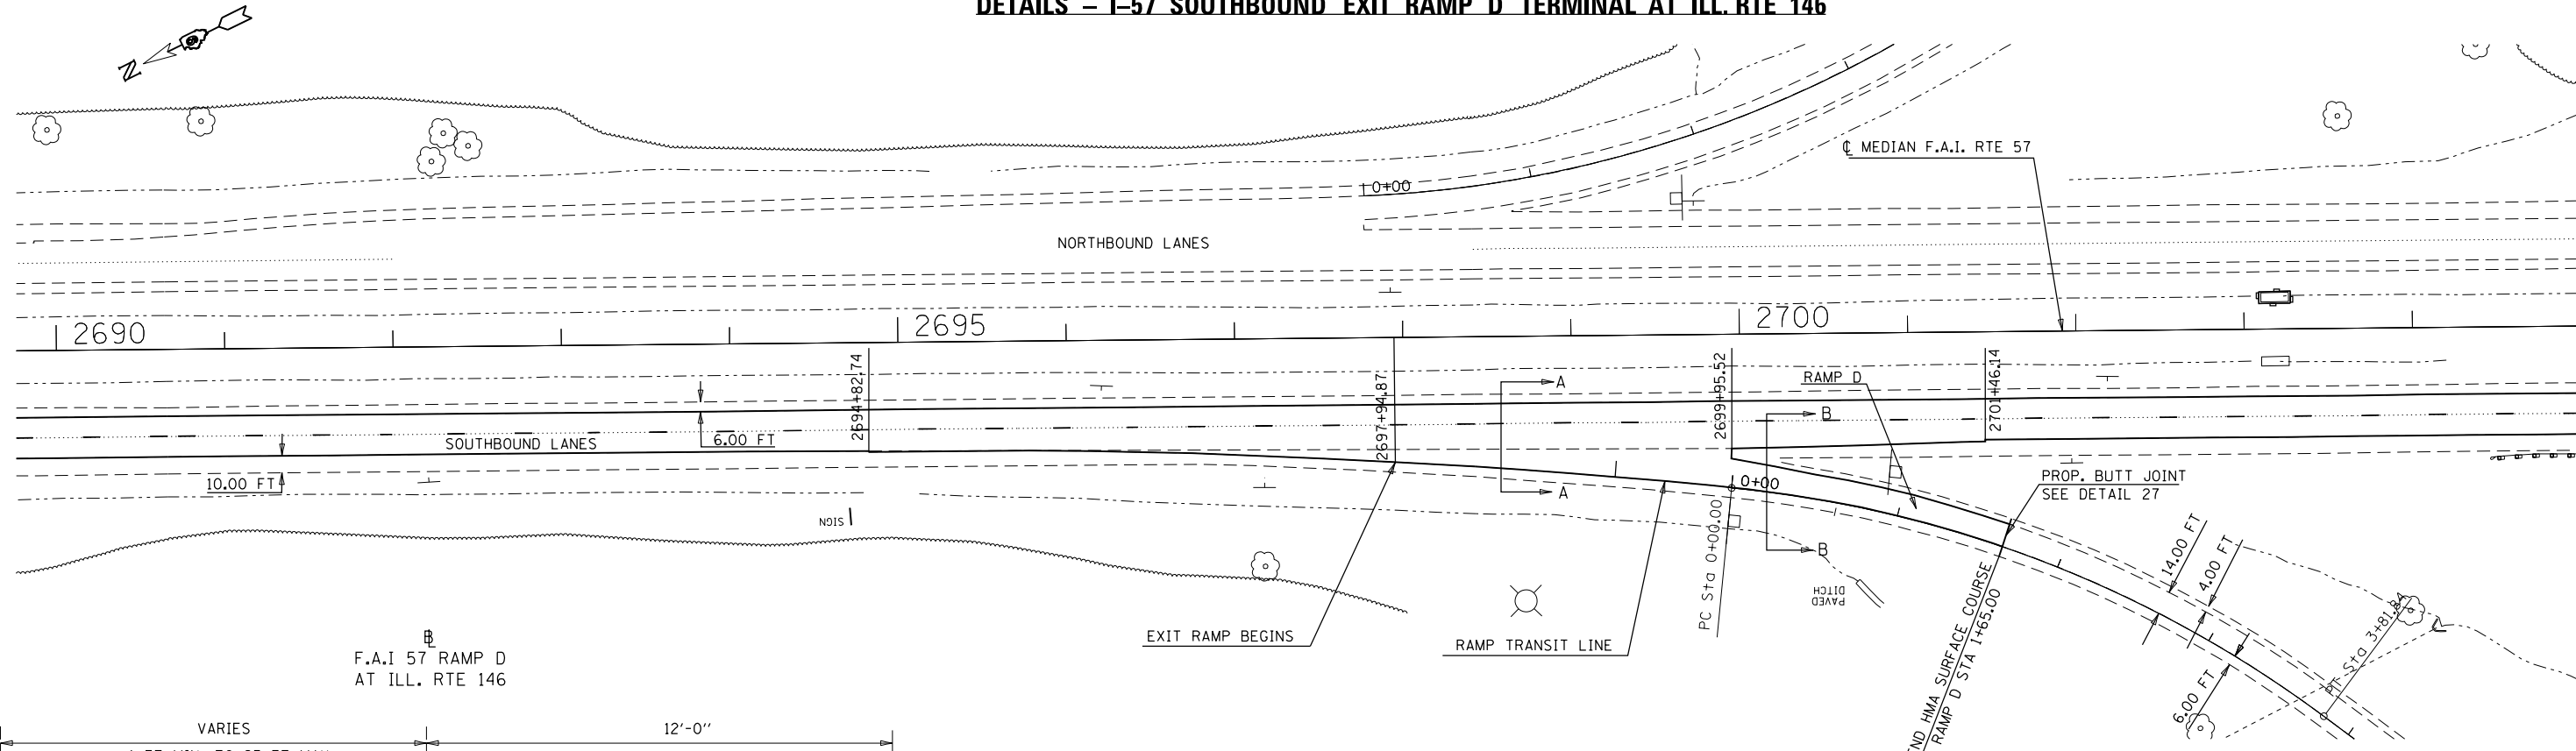 DETAILS - I-57 SOUTHBOUND EXIT RAMP D TERMINAL AT ILL. RTE 146
N
℄ MEDIAN F.A.I. RTE 57
0+00
NORTHBOUND LANES
2690
2695
2700
2694+82.74
2697+94.87
2699+95.52
2701+46.14
A
RAMP D
B
6.00 FT
SOUTHBOUND LANES
10.00 FT
A
0+00
PROP. BUTT JOINT
SEE DETAIL 27
SIGN
PC Sta 0+00.00
B
14.00 FT
4.00 FT
PAVED
DITCH
EXIT RAMP BEGINS
RAMP TRANSIT LINE
HMA SURFACE COURSE
RAMP D STA 1+65.00
PT Sta 3+81.84
6.00 FT
BL
F.A.I 57 RAMP D
AT ILL. RTE 146
VARIES
12'-0"